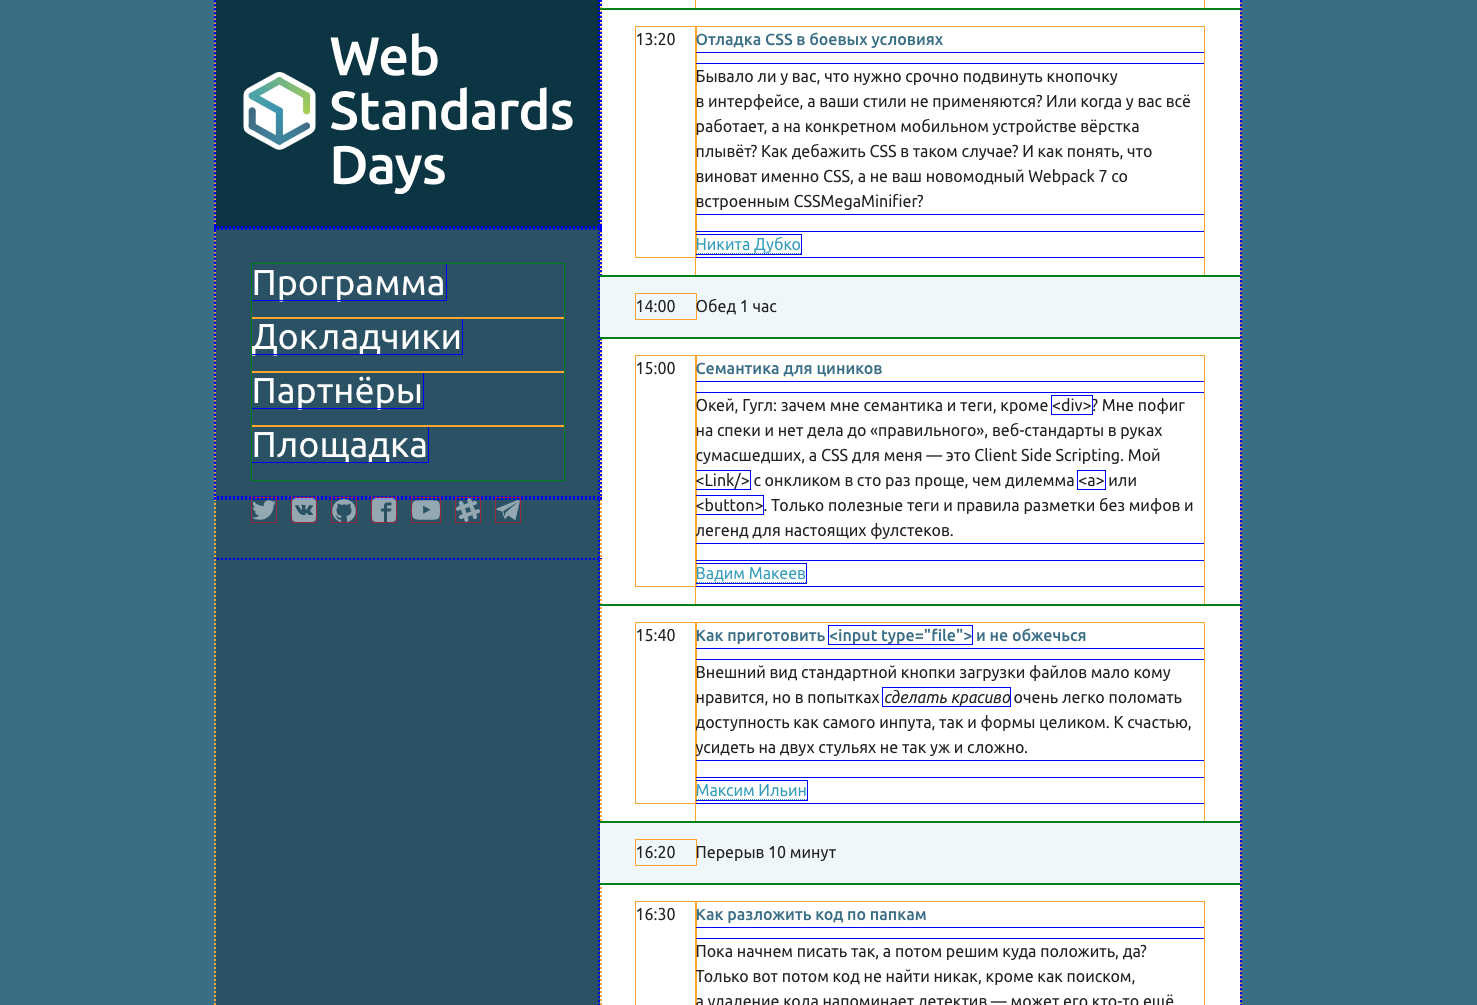 Web
Standards
Days
Программа
Докладчики
Партнёры
Площадка
13:20
Отладка CSS в боевых условиях
Бывало ли у вас, что нужно срочно подвинуть кнопочку
в интерфейсе, а ваши стили не применяются? Или когда у вас всё
работает, а на конкретном мобильном устройстве вёрстка
плывёт? Как дебажить CSS в таком случае? И как понять, что
виноват именно CSS, а не ваш новомодный Webpack 7 со
встроенным CSSMegaMinifier?
Никита Дубко
14:00
Обед 1 час
15:00
Семантика для циников
Окей, Гугл: зачем мне семантика и теги, кроме <div>? Мне пофиг
на спеки и нет дела до «правильного», веб-стандарты в руках
сумасшедших, а CSS для меня — это Client Side Scripting. Мой
<Link/> с онкликом в сто раз проще, чем дилемма <a> или
<button>. Только полезные теги и правила разметки без мифов и
легенд для настоящих фулстеков.
Вадим Макеев
15:40
Как приготовить <input type="file"> и не обжечься
Внешний вид стандартной кнопки загрузки файлов мало кому
нравится, но в попытках сделать красиво очень легко поломать
доступность как самого инпута, так и формы целиком. К счастью,
усидеть на двух стульях не так уж и сложно.
Максим Ильин
16:20
Перерыв 10 минут
16:30
Как разложить код по папкам
Пока начнем писать так, а потом решим куда положить, да?
Только вот потом код не найти никак, кроме как поиском,
а удаление кода напоминает детектив — может его кто-то ещё